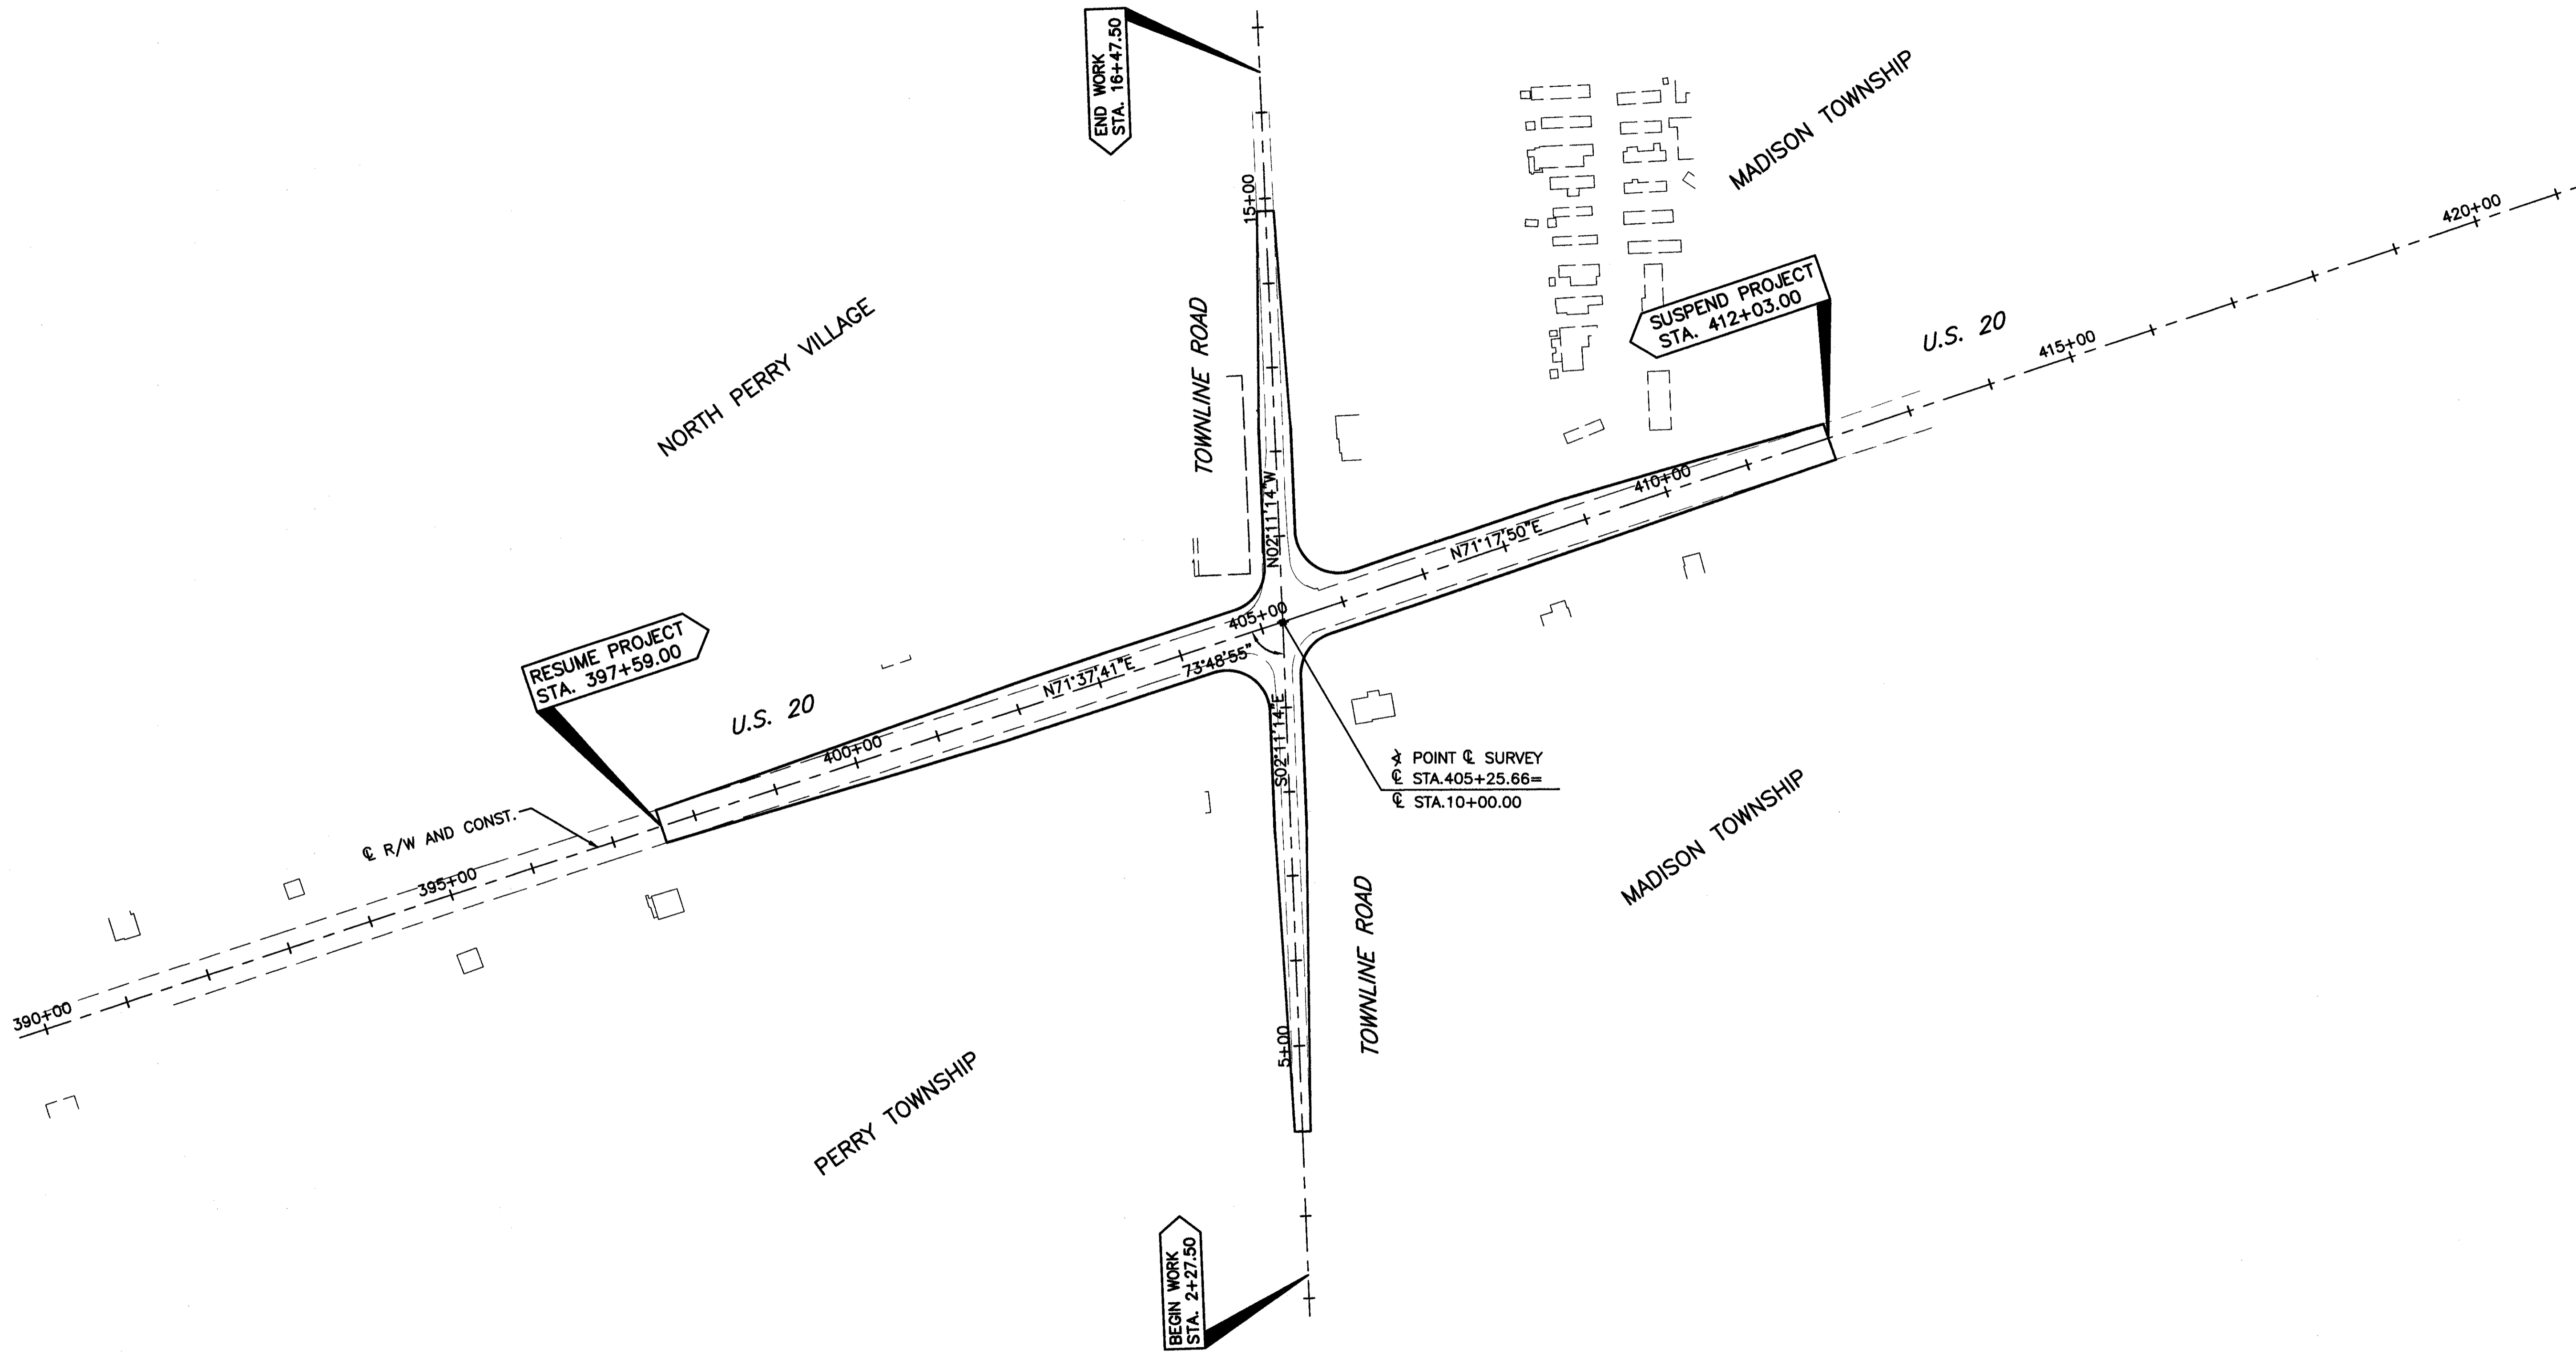 END WORK
STA. 16+47.50
MADISON TOWNSHIP
15+00
420+00
SUSPEND PROJECT
STA. 412+03.00
NORTH PERRY VILLAGE
TOWNLINE ROAD
U.S. 20
415+00
N02°11'14"W
410+00
N71°17'50"E
RESUME PROJECT
STA. 397+59.00
405+00
N71°37'41"E
73°48'55"
U.S. 20
400+00
S02°11'14"E
∡ POINT ℄ SURVEY
℄ STA.405+25.66=
℄ STA.10+00.00
℄ R/W AND CONST.
395+00
MADISON TOWNSHIP
TOWNLINE ROAD
390+00
5+00
PERRY TOWNSHIP
BEGIN WORK
STA. 2+27.50